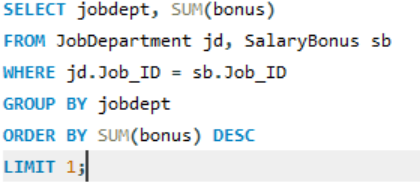 SELECT jobdept, SUM(bonus)
FROM JobDepartment jd, SalaryBonus sb
WHERE jd.Job_ID = sb.Job_ID
GROUP BY jobdept
ORDER BY SUM(bonus) DESC
LIMIT 1;